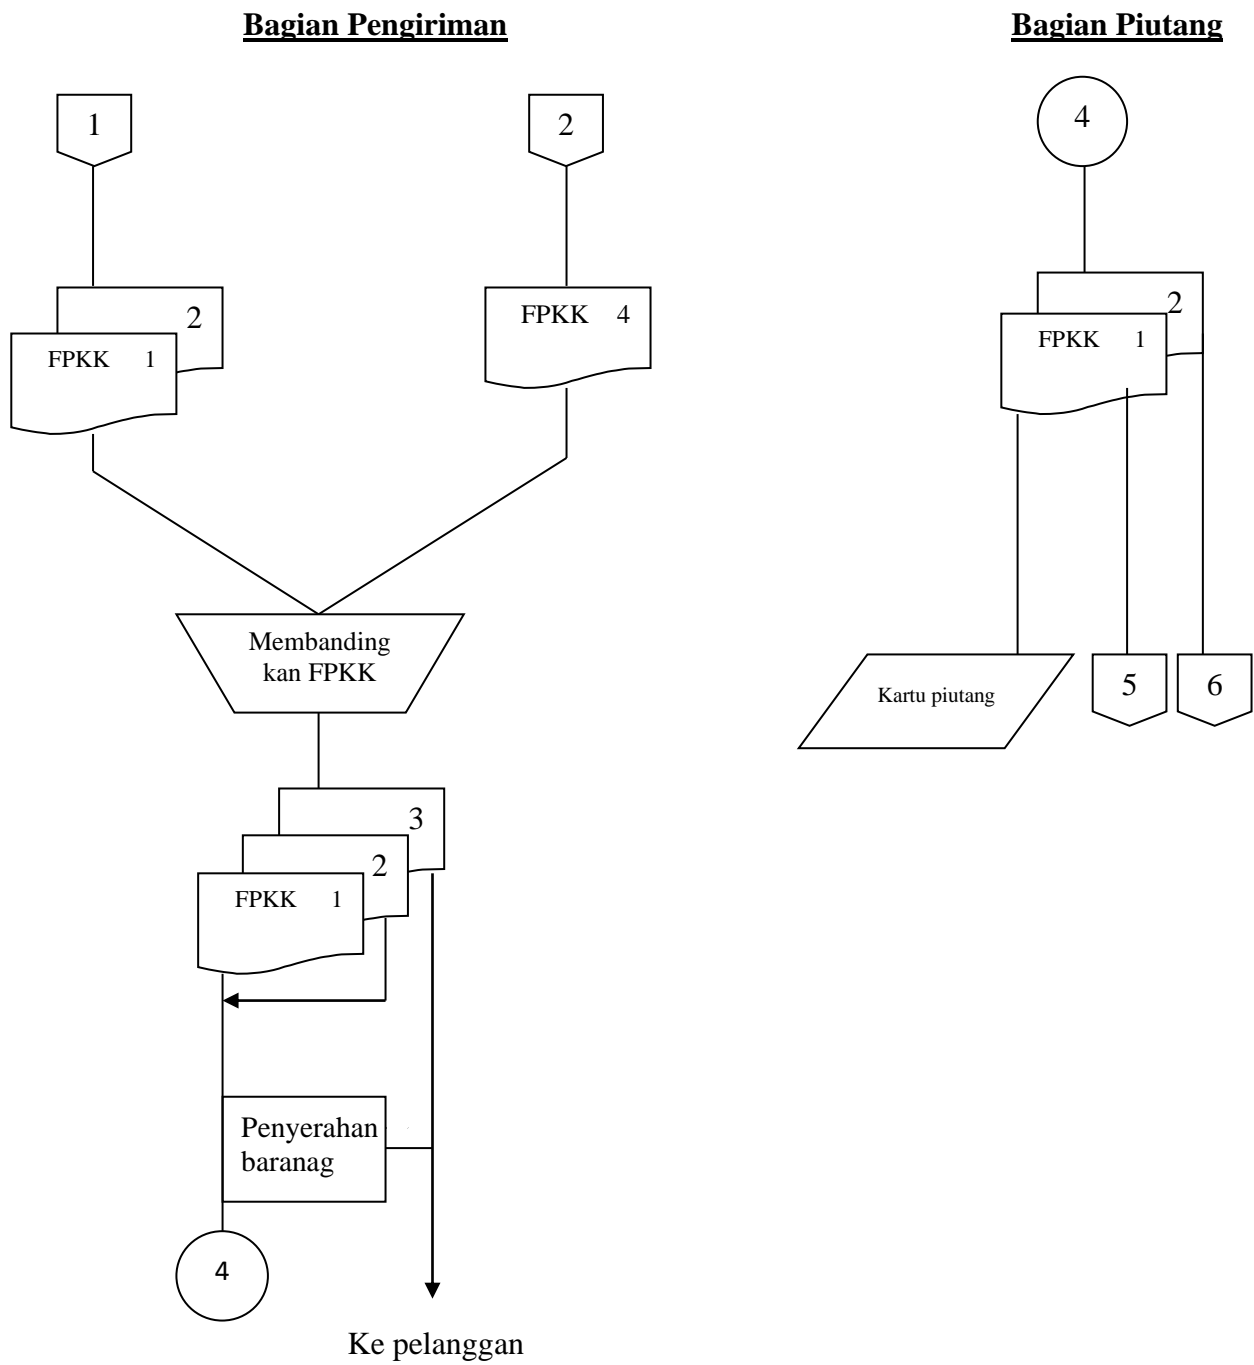 Bagian Pengiriman
Bagian Piutang
1
2
4
2
FPKK 1
FPKK 4
2
FPKK 1
Membanding
kan FPKK
Kartu piutang
5
6
3
2
FPKK 1
Penyerahan
baranag
4
Ke pelanggan